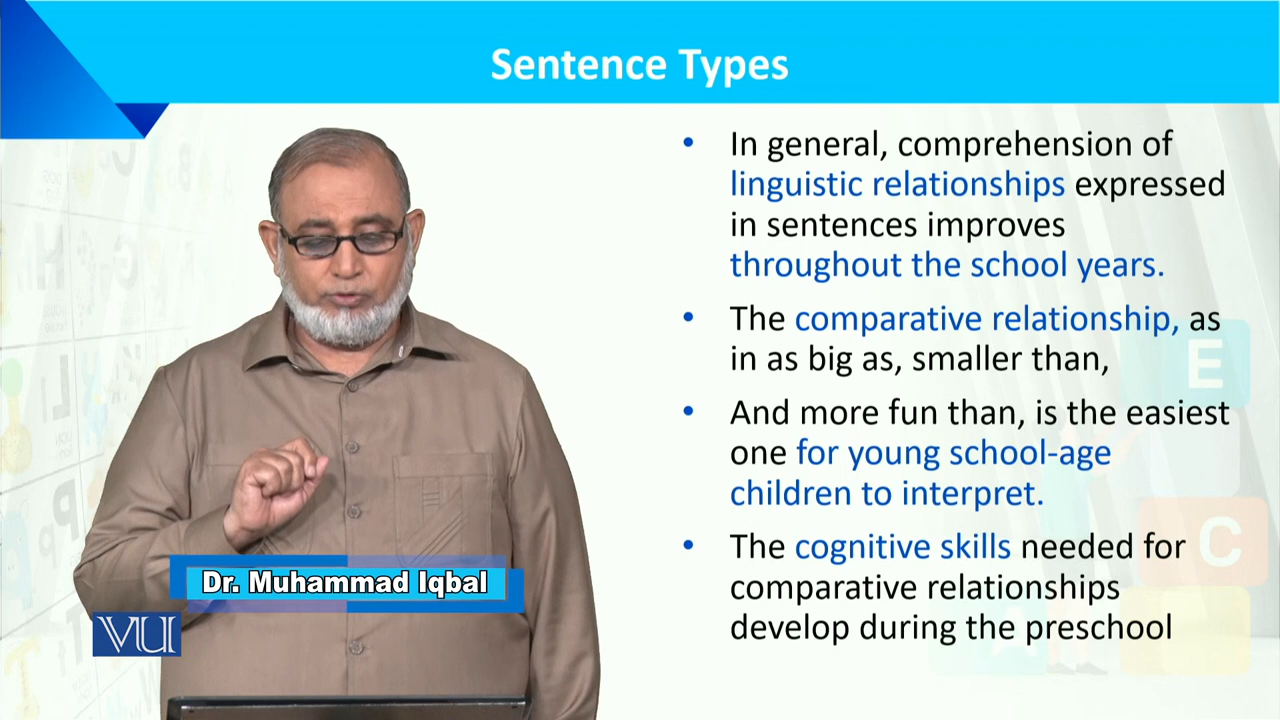 Sentence Types
• In general, comprehension of
linguistic relationships expressed
in sentences improves
throughout the school years.
• The comparative relationship, as
in as big as, smaller than,
• And more fun than, is the easiest
one for young school-age
children to interpret.
• The cognitive skills needed for
comparative relationships
develop during the preschool
Dr. Muhammad Iqbal
VU
E
C
A